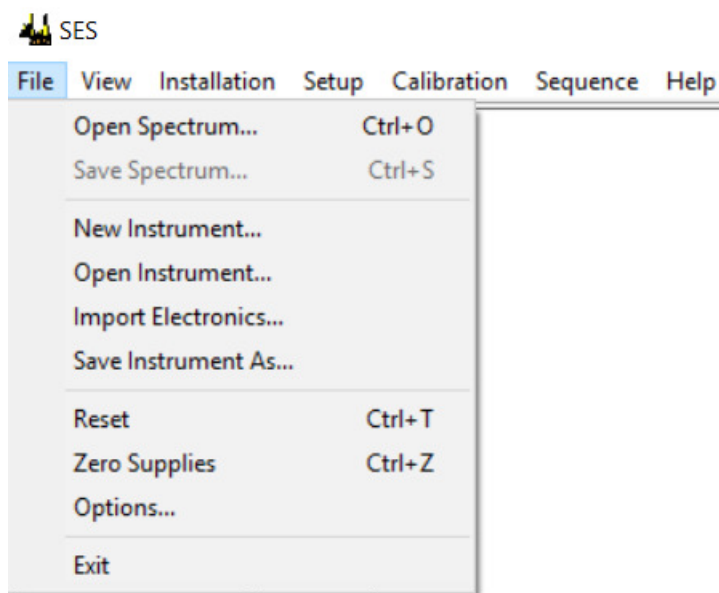 SES
File View Installation Setup Calibration Sequence Help
Open Spectrum... Ctrl+O
Save Spectrum... Ctrl+S
New Instrument...
Open Instrument...
Import Electronics...
Save Instrument As...
Reset Ctrl+T
Zero Supplies Ctrl+Z
Options...
Exit